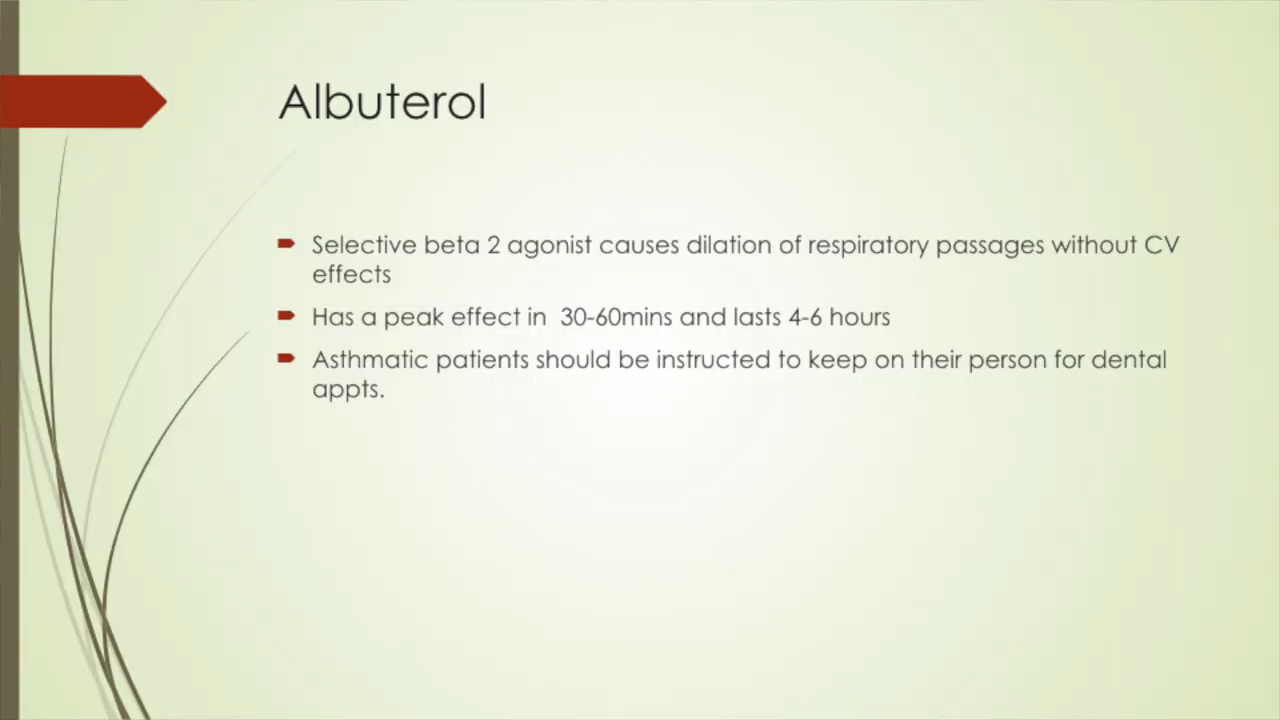 Albuterol
Selective beta 2 agonist causes dilation of respiratory passages without CV
effects
Has a peak effect in  30-60mins and lasts 4-6 hours
Asthmatic patients should be instructed to keep on their person for dental
appts.